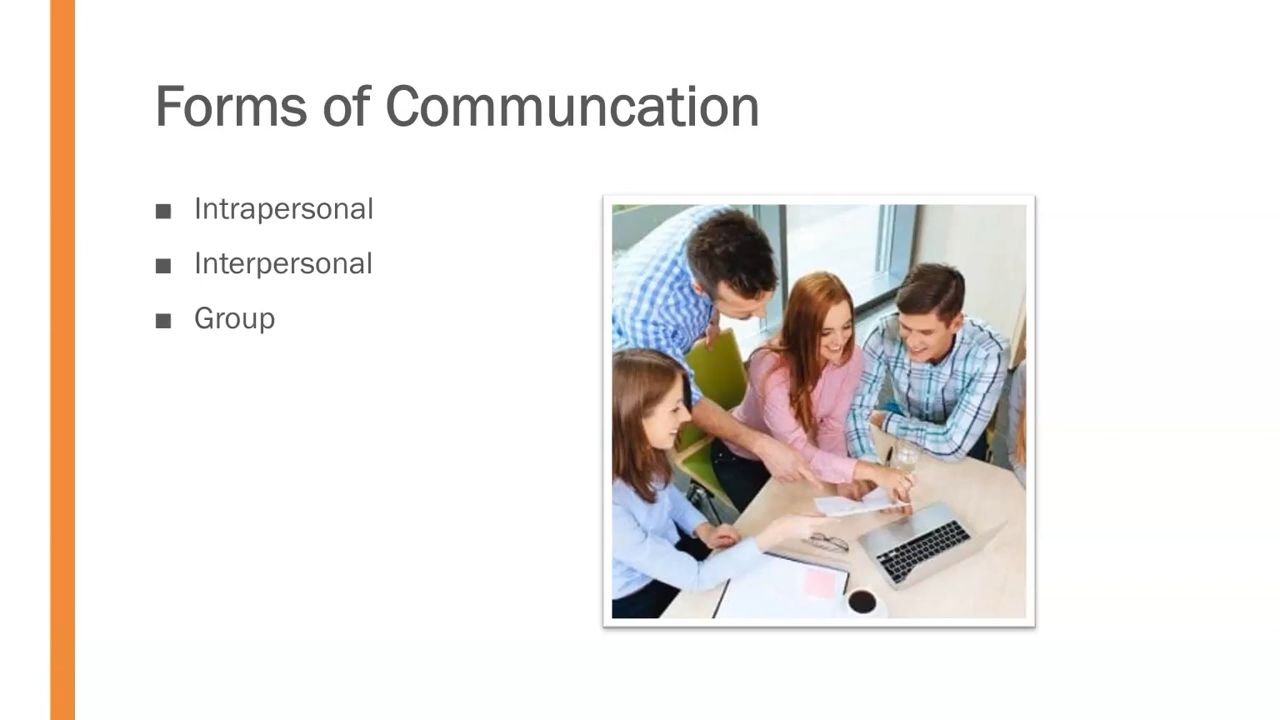 Forms of Communcation
■ Intrapersonal
■ Interpersonal
■ Group